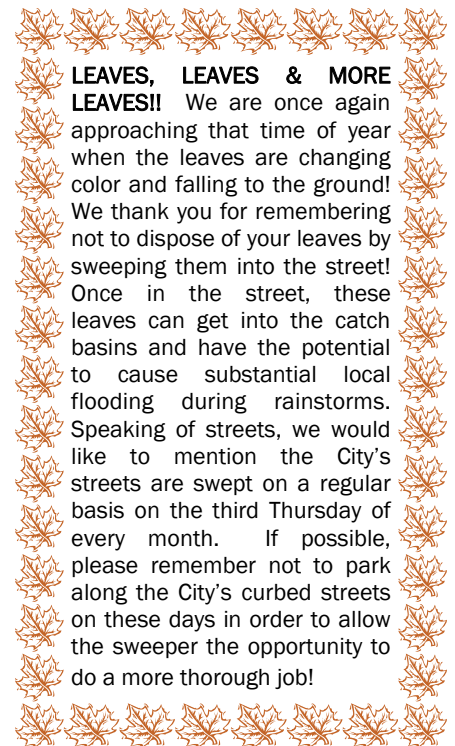 LEAVES, LEAVES & MORE
LEAVES!! We are once again
approaching that time of year
when the leaves are changing
color and falling to the ground!
We thank you for remembering
not to dispose of your leaves by
sweeping them into the street!
Once in the street, these
leaves can get into the catch
basins and have the potential
to cause substantial local
flooding during rainstorms.
Speaking of streets, we would
like to mention the City’s
streets are swept on a regular
basis on the third Thursday of
every month. If possible,
please remember not to park
along the City’s curbed streets
on these days in order to allow
the sweeper the opportunity to
do a more thorough job!